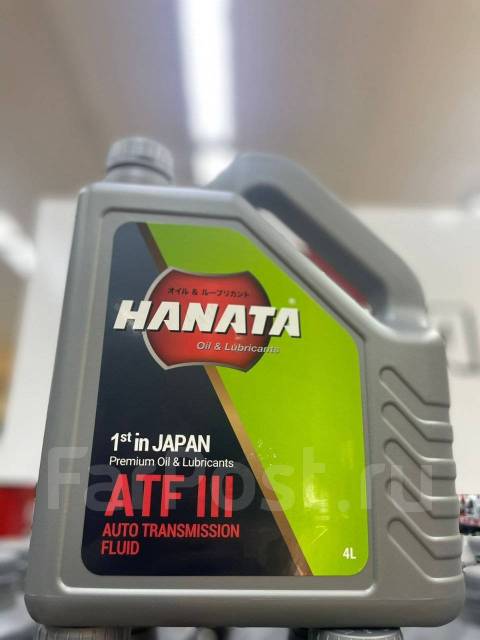 オイル & ルーブリカント
HANATA®
Oil & Lubricants
1st in JAPAN
Premium Oil & Lubricants
ATF III
AUTO TRANSMISSION
FLUID
4L
FarPost.ru